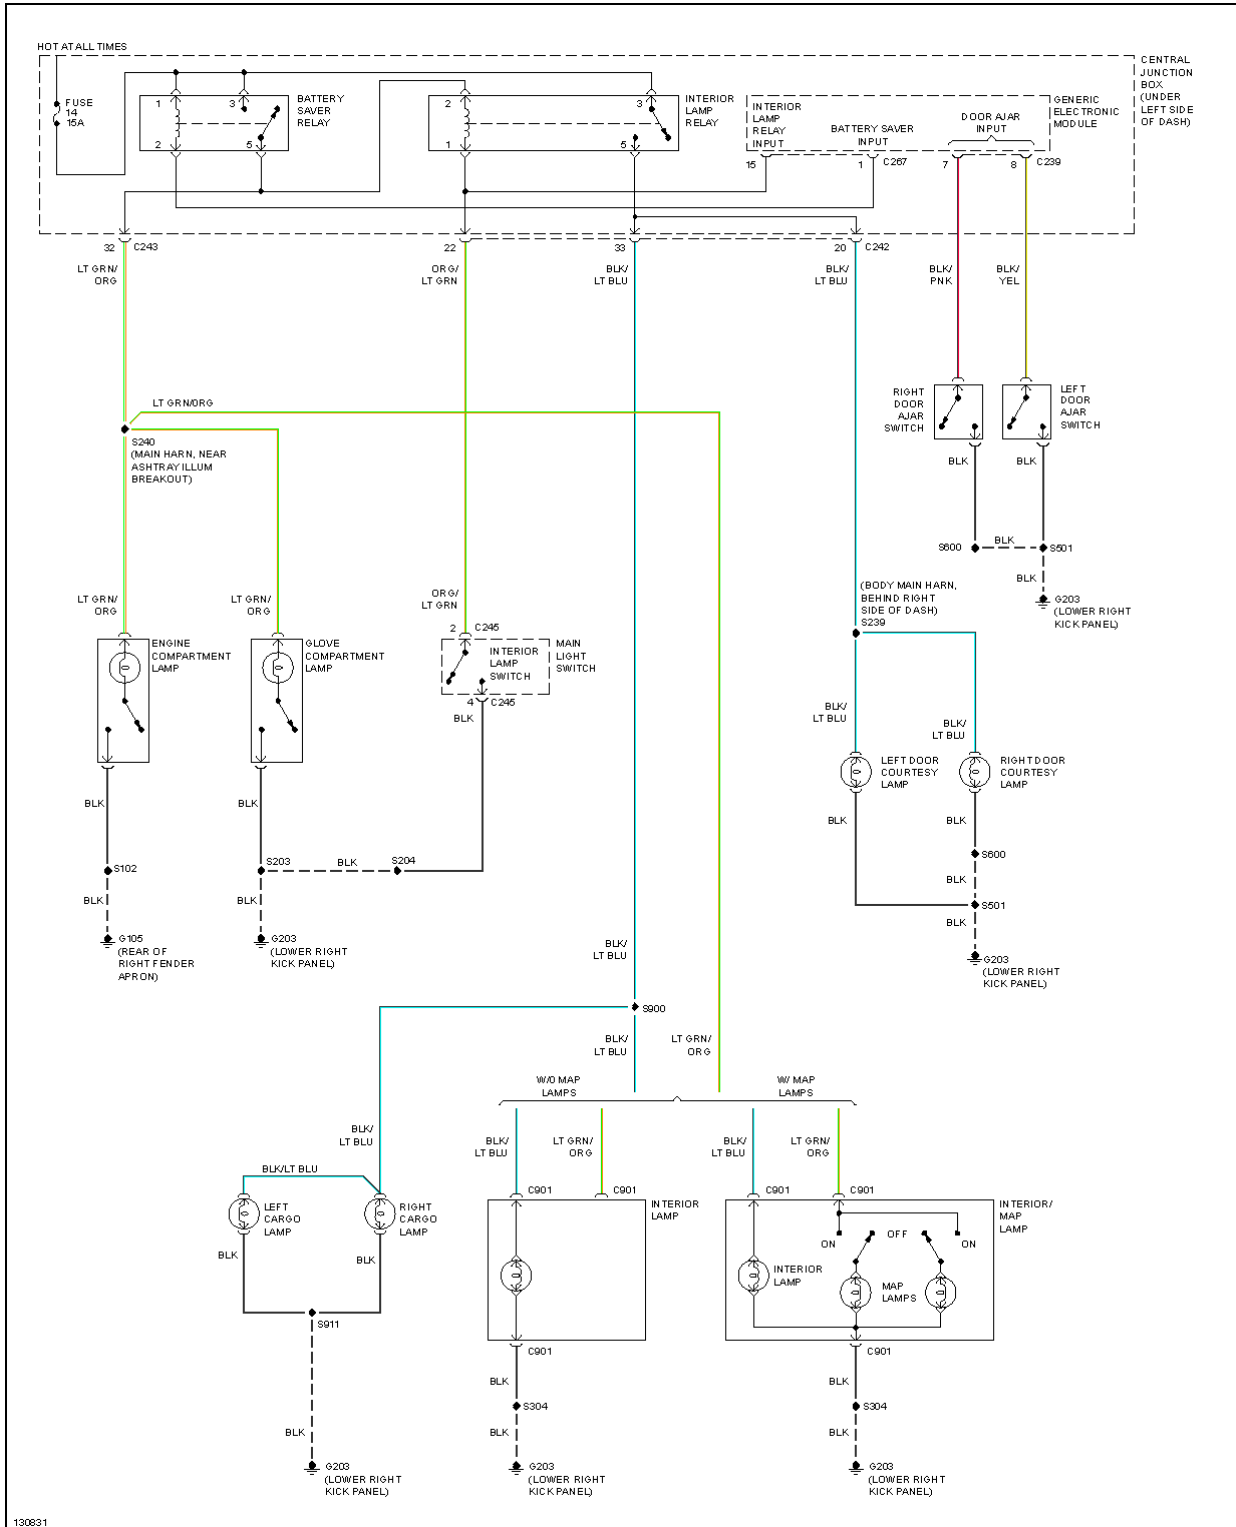 HOT AT ALL TIMES
CENTRAL
JUNCTION
BOX
(UNDER
LEFT SIDE
OF DASH)
FUSE
14
15A
1
3
2
5
BATTERY
SAVER
RELAY
2
3
1
5
INTERIOR
LAMP
RELAY
INTERIOR
LAMP
RELAY
INPUT
BATTERY SAVER
INPUT
DOOR AJAR
INPUT
GENERIC
ELECTRONIC
MODULE
15
1
C267
7
8
C239
32
C243
22
33
20
C242
LT GRN/
ORG
ORG/
LT GRN
BLK/
LT BLU
BLK/
LT BLU
BLK/
PNK
BLK/
YEL
RIGHT
DOOR
AJAR
SWITCH
LEFT
DOOR
AJAR
SWITCH
LT GRN/ORG
S240
(MAIN HARN, NEAR
ASHTRAY ILLUM
BREAKOUT)
BLK
BLK
S600
BLK
S501
BLK
G203
(LOWER RIGHT
KICK PANEL)
(BODY MAIN HARN,
BEHIND RIGHT
SIDE OF DASH)
S239
LT GRN/
ORG
LT GRN/
ORG
ORG/
LT GRN
2
C245
ENGINE
COMPARTMENT
LAMP
GLOVE
COMPARTMENT
LAMP
INTERIOR
LAMP
SWITCH
MAIN
LIGHT
SWITCH
4
C245
BLK
BLK/
LT BLU
BLK/
LT BLU
LEFT DOOR
COURTESY
LAMP
RIGHT DOOR
COURTESY
LAMP
BLK
BLK
BLK
BLK
S102
S203
BLK
S204
S600
BLK
BLK
BLK
S501
BLK
G105
(REAR OF
RIGHT FENDER
APRON)
G203
(LOWER RIGHT
KICK PANEL)
BLK/
LT BLU
G203
(LOWER RIGHT
KICK PANEL)
S900
BLK/
LT BLU
LT GRN/
ORG
W/O MAP
LAMPS
W/ MAP
LAMPS
BLK/
LT BLU
BLK/
LT BLU
LT GRN/
ORG
BLK/
LT BLU
LT GRN/
ORG
BLK/LT BLU
C901
C901
C901
C901
LEFT
CARGO
LAMP
RIGHT
CARGO
LAMP
INTERIOR
LAMP
INTERIOR/
MAP
LAMP
ON
OFF
ON
BLK
BLK
INTERIOR
LAMP
MAP
LAMPS
S911
C901
C901
BLK
BLK
S304
S304
BLK
BLK
BLK
G203
(LOWER RIGHT
KICK PANEL)
G203
(LOWER RIGHT
KICK PANEL)
G203
(LOWER RIGHT
KICK PANEL)
130831